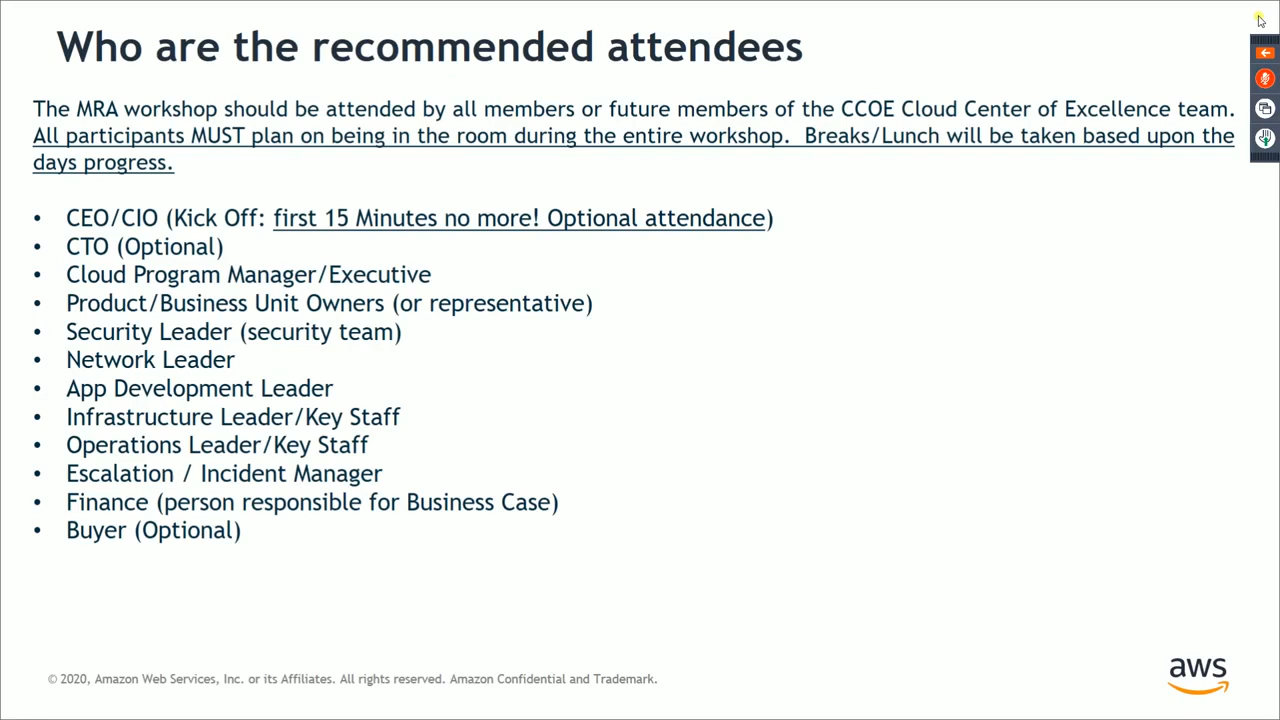 Who are the recommended attendees
The MRA workshop should be attended by all members or future members of the CCOE Cloud Center of Excellence team.
All participants MUST plan on being in the room during the entire workshop.  Breaks/Lunch will be taken based upon the
days progress.
• CEO/CIO (Kick Off: first 15 Minutes no more! Optional attendance)
• CTO (Optional)
• Cloud Program Manager/Executive
• Product/Business Unit Owners (or representative)
• Security Leader (security team)
• Network Leader
• App Development Leader
• Infrastructure Leader/Key Staff
• Operations Leader/Key Staff
• Escalation / Incident Manager
• Finance (person responsible for Business Case)
• Buyer (Optional)
© 2020, Amazon Web Services, Inc. or its Affiliates. All rights reserved. Amazon Confidential and Trademark.
aws